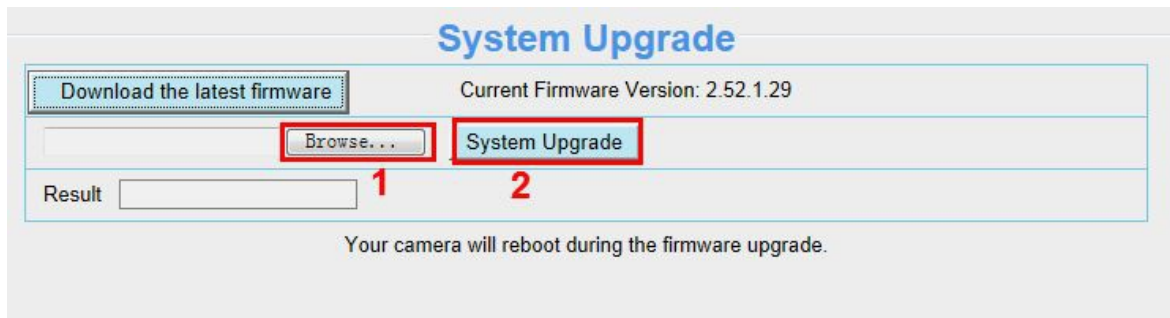 System Upgrade
Download the latest firmware Current Firmware Version: 2.52.1.29
Browse... System Upgrade
1 2
Result
Your camera will reboot during the firmware upgrade.